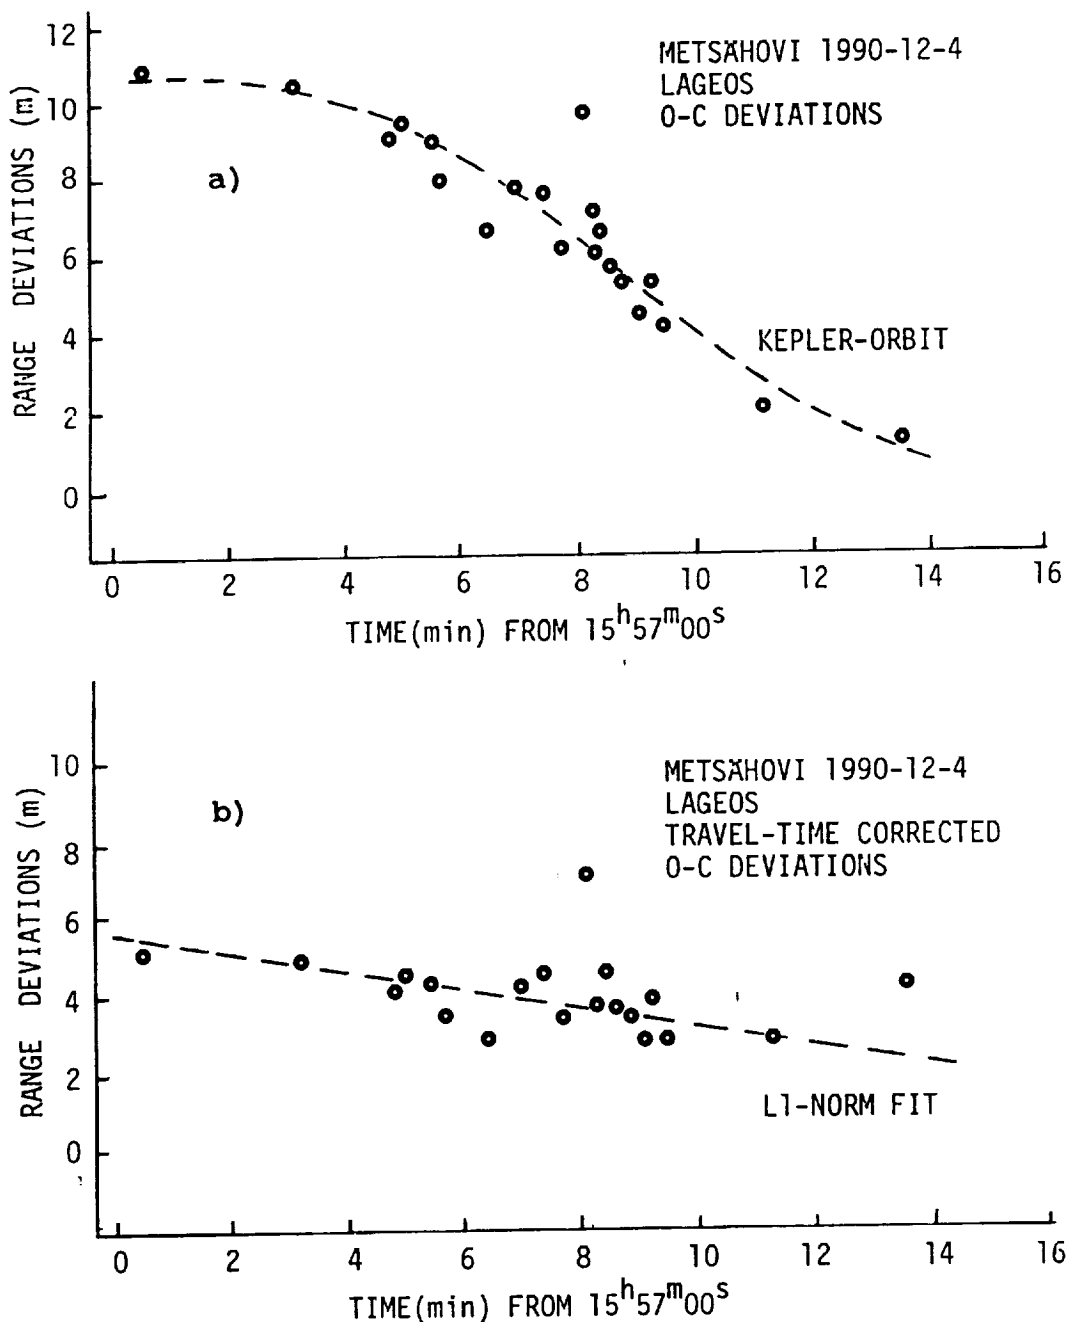 METSÄHOVI 1990-12-4
LAGEOS
O-C DEVIATIONS
a)
KEPLER-ORBIT
RANGE DEVIATIONS (m)
12
10
8
6
4
2
0
0 2 4 6 8 10 12 14 16
TIME(min) FROM 15h57m00s
METSÄHOVI 1990-12-4
LAGEOS
TRAVEL-TIME CORRECTED
O-C DEVIATIONS
b)
L1-NORM FIT
RANGE DEVIATIONS (m)
10
8
6
4
2
0
0 2 4 6 8 10 12 14 16
TIME(min) FROM 15h57m00s